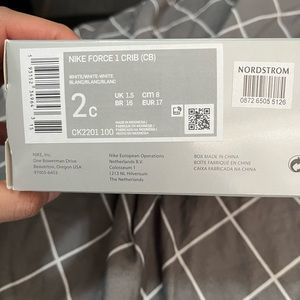 NIKE FORCE 1 CRIB (CB)
WHITE/WHITE-WHITE
BLANC/BLANC/BLANC
2c
UK 1.5 cm 8
BR 16 EUR 17
CK2201 100
NORDSTROM
0872 6505 5126
NIKE, Inc.
One Bowerman Drive
Beaverton, Oregon USA
97005-6453
Nike European Operations
Netherlands B.V.
Colosseum 1
1213 NL Hilversum
The Netherlands
BOX MADE IN CHINA
BOÎTE FABRIQUÉE EN CHINE
CAIXA FABRICADA NA CHINA